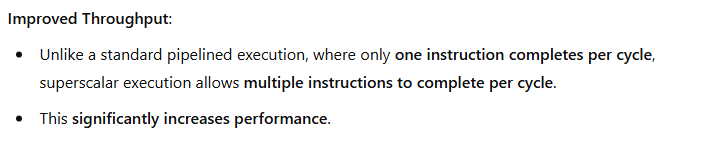 Improved Throughput:
• Unlike a standard pipelined execution, where only one instruction completes per cycle,
superscalar execution allows multiple instructions to complete per cycle.
• This significantly increases performance.